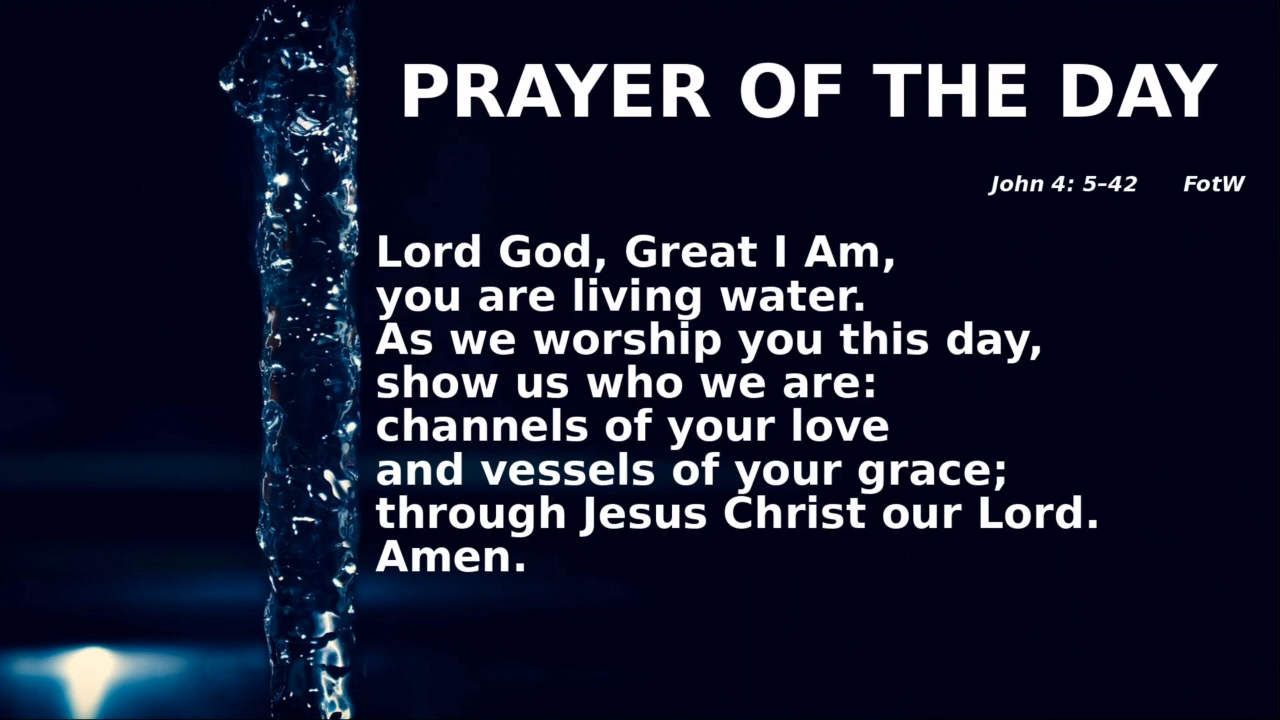 PRAYER OF THE DAY
John 4: 5–42 FotW
Lord God, Great I Am,
you are living water.
As we worship you this day,
show us who we are:
channels of your love
and vessels of your grace;
through Jesus Christ our Lord.
Amen.